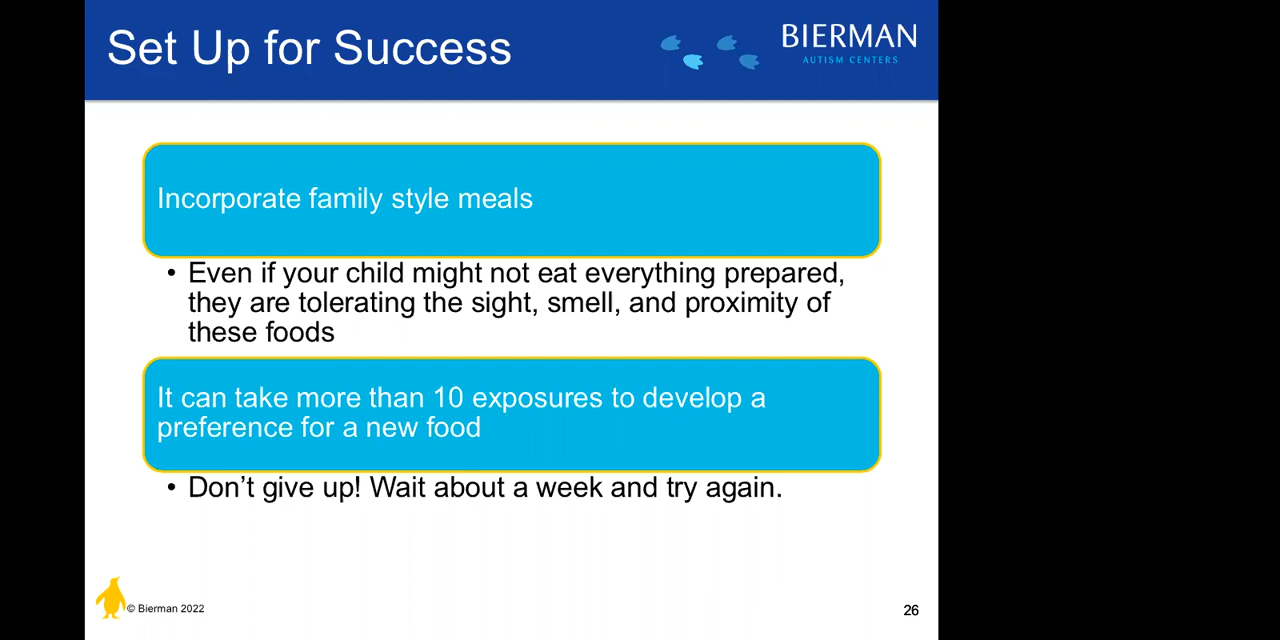 Set Up for Success
BIERMAN
AUTISM CENTERS
Incorporate family style meals
• Even if your child might not eat everything prepared,
they are tolerating the sight, smell, and proximity of
these foods
It can take more than 10 exposures to develop a
preference for a new food
• Don’t give up! Wait about a week and try again.
© Bierman 2022
26